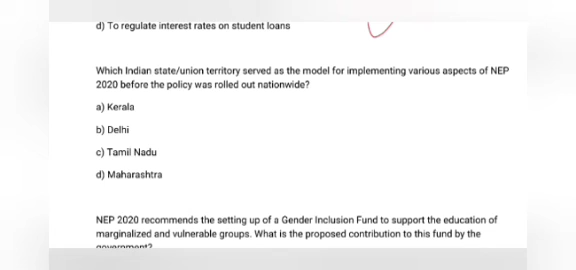 d) To regulate interest rates on student loans
Which Indian state/union territory served as the model for implementing various aspects of NEP
2020 before the policy was rolled out nationwide?
a) Kerala
b) Delhi
c) Tamil Nadu
d) Maharashtra
NEP 2020 recommends the setting up of a Gender Inclusion Fund to support the education of
marginalized and vulnerable groups. What is the proposed contribution to this fund by the
government?